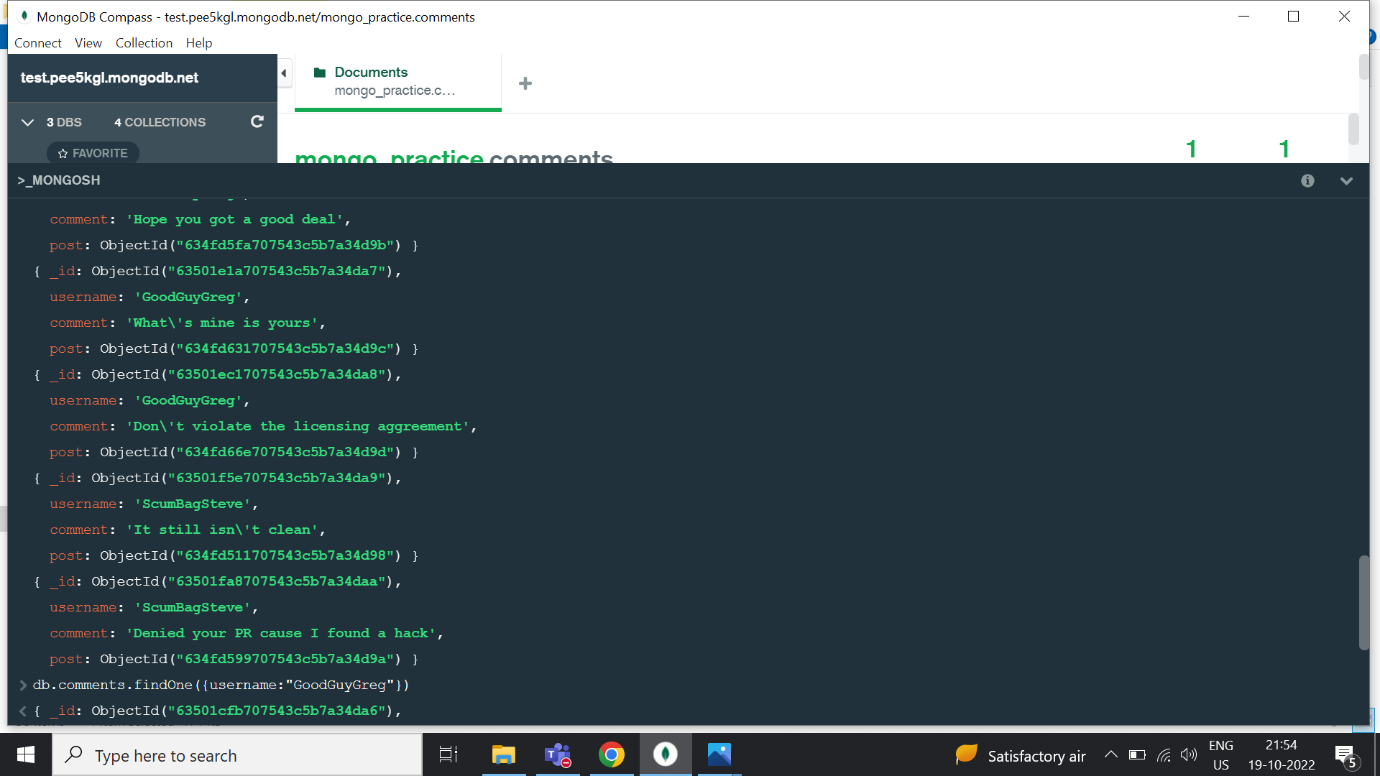 MongoDB Compass - test.pee5kgl.mongodb.net/mongo_practice.comments
Connect View Collection Help
test.pee5kgl.mongodb.net
Documents
mongo_practice.c...
3 DBS 4 COLLECTIONS
FAVORITE
mongo_practice.comments
1 1
>_MONGOSH
comment: 'Hope you got a good deal',
post: ObjectId("634fd5fa707543c5b7a34d9b") }
{ _id: ObjectId("63501e1a707543c5b7a34da7"),
username: 'GoodGuyGreg',
comment: 'What\'s mine is yours',
post: ObjectId("634fd631707543c5b7a34d9c") }
{ _id: ObjectId("63501ec1707543c5b7a34da8"),
username: 'GoodGuyGreg',
comment: 'Don\'t violate the licensing aggreement',
post: ObjectId("634fd66e707543c5b7a34d9d") }
{ _id: ObjectId("63501f5e707543c5b7a34da9"),
username: 'ScumBagSteve',
comment: 'It still isn\'t clean',
post: ObjectId("634fd511707543c5b7a34d98") }
{ _id: ObjectId("63501fa8707543c5b7a34daa"),
username: 'ScumBagSteve',
comment: 'Denied your PR cause I found a hack',
post: ObjectId("634fd599707543c5b7a34d9a") }
> db.comments.findOne({username:"GoodGuyGreg"})
< { _id: ObjectId("63501cfb707543c5b7a34da6"),
Type here to search
Satisfactory air
ENG
US
21:54
19-10-2022
5